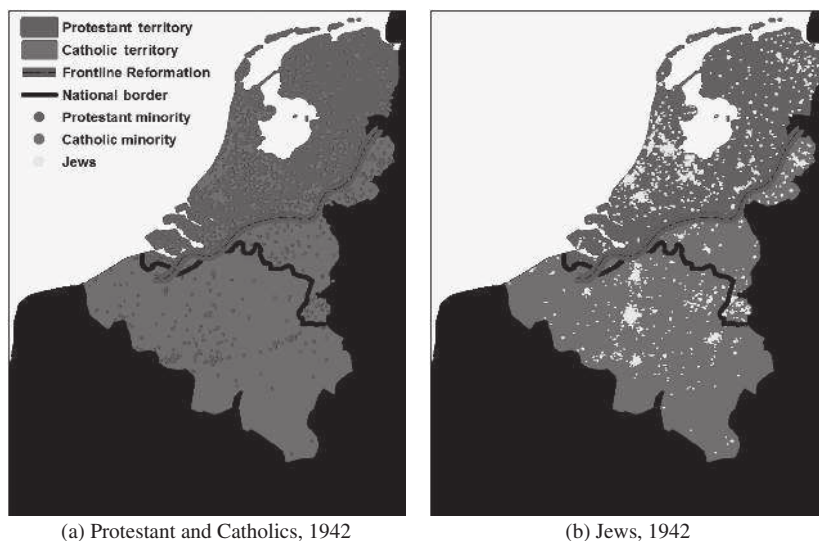 Protestant territory
Catholic territory
Frontline Reformation
National border
Protestant minority
Catholic minority
Jews
(a) Protestant and Catholics, 1942
(b) Jews, 1942